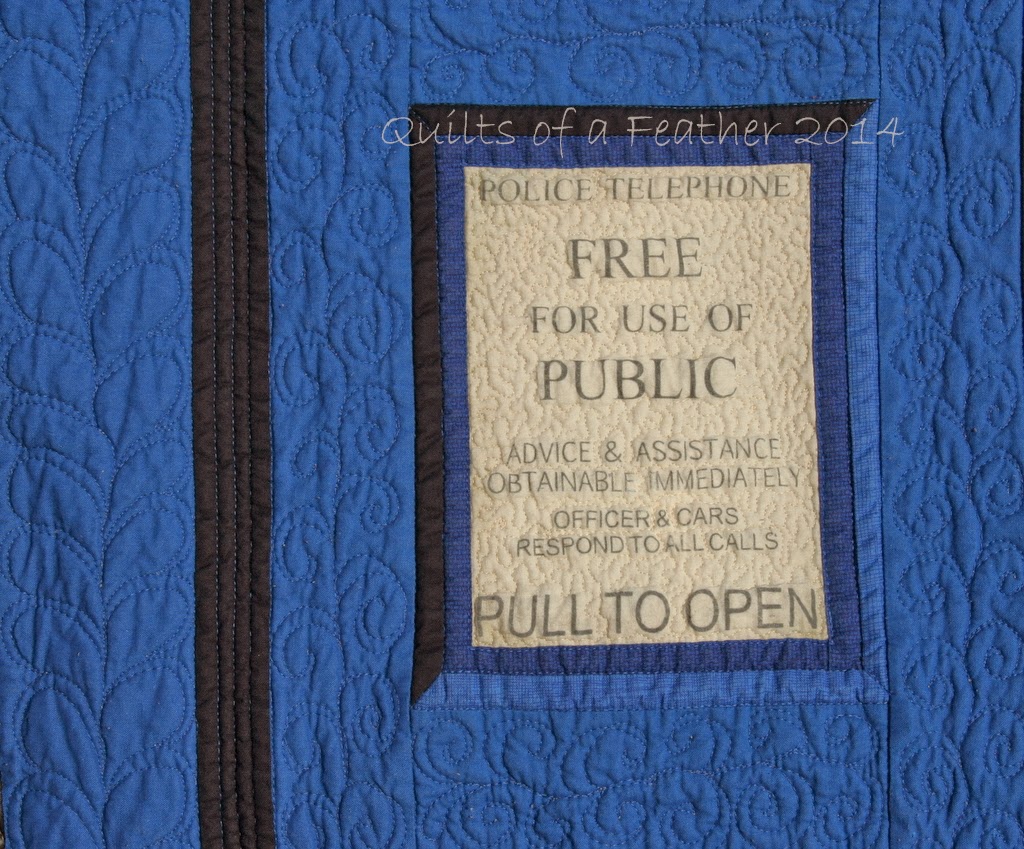 Quilts of a Feather 2014
POLICE TELEPHONE
FREE
FOR USE OF
PUBLIC
ADVICE & ASSISTANCE
OBTAINABLE IMMEDIATELY
OFFICER & CARS
RESPOND TO ALL CALLS
PULL TO OPEN